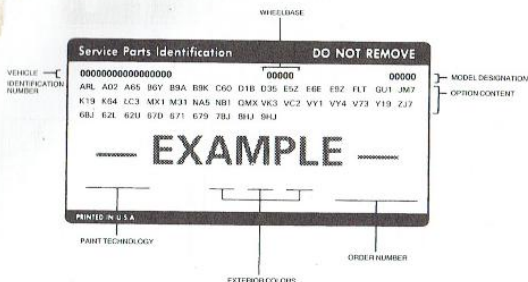 WHEELBASE
Service Parts Identification DO NOT REMOVE
VEHICLE IDENTIFICATION NUMBER
00000000000000000 00000 00000
MODEL DESIGNATION
ARL A02 A65 B6Y B9A B9K C60 D1B D35 E5Z E6E E9Z FLT GU1 JM7
OPTION CONTENT
K19 K64 LC3 MX1 M31 NA5 NB1 QMX VK3 VC2 VY1 VY4 V73 Y19 ZJ7
68J 62L 62U 67D 671 679 78J 8HJ 9HJ
EXAMPLE
PRINTED IN U S A
PAINT TECHNOLOGY
ORDER NUMBER
EXTERIOR COLORS